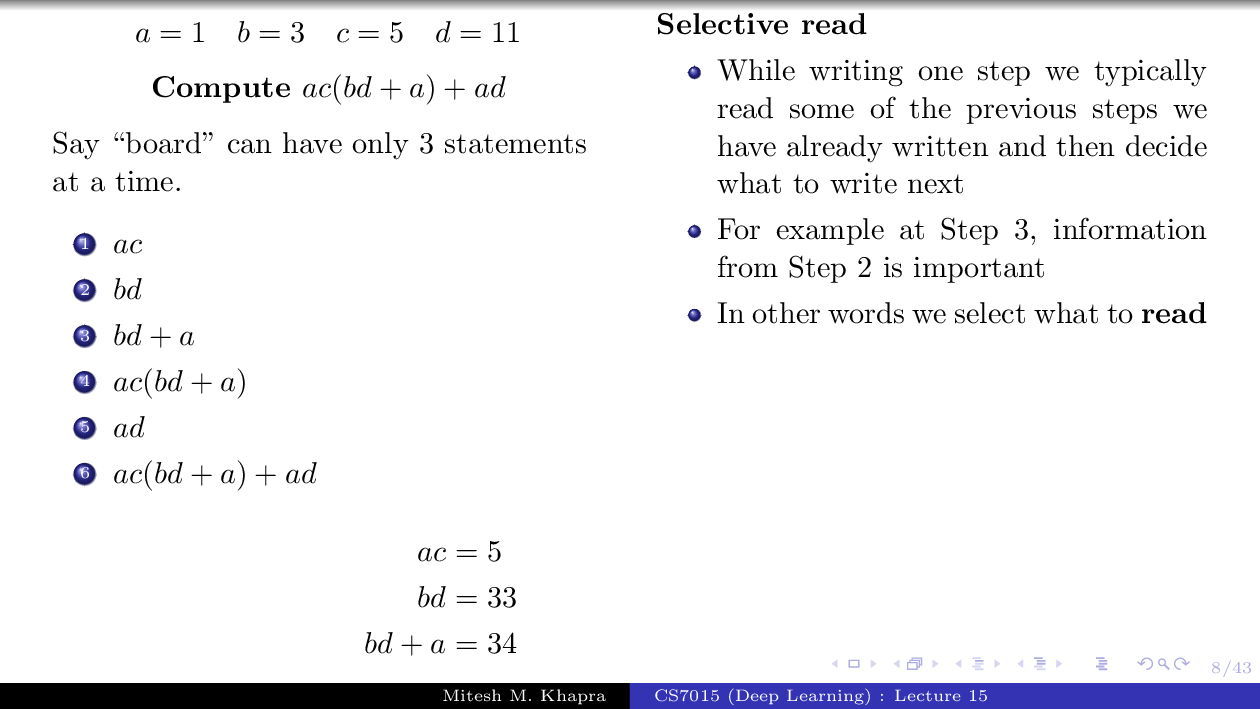 a = 1 b = 3 c = 5 d = 11
Compute ac(bd + a) + ad
Say “board” can have only 3 statements
at a time.
1 ac
2 bd
3 bd + a
4 ac(bd + a)
5 ad
6 ac(bd + a) + ad
ac = 5
bd = 33
bd + a = 34
Selective read
While writing one step we typically
read some of the previous steps we
have already written and then decide
what to write next
For example at Step 3, information
from Step 2 is important
In other words we select what to read
8/43
Mitesh M. Khapra
CS7015 (Deep Learning) : Lecture 15